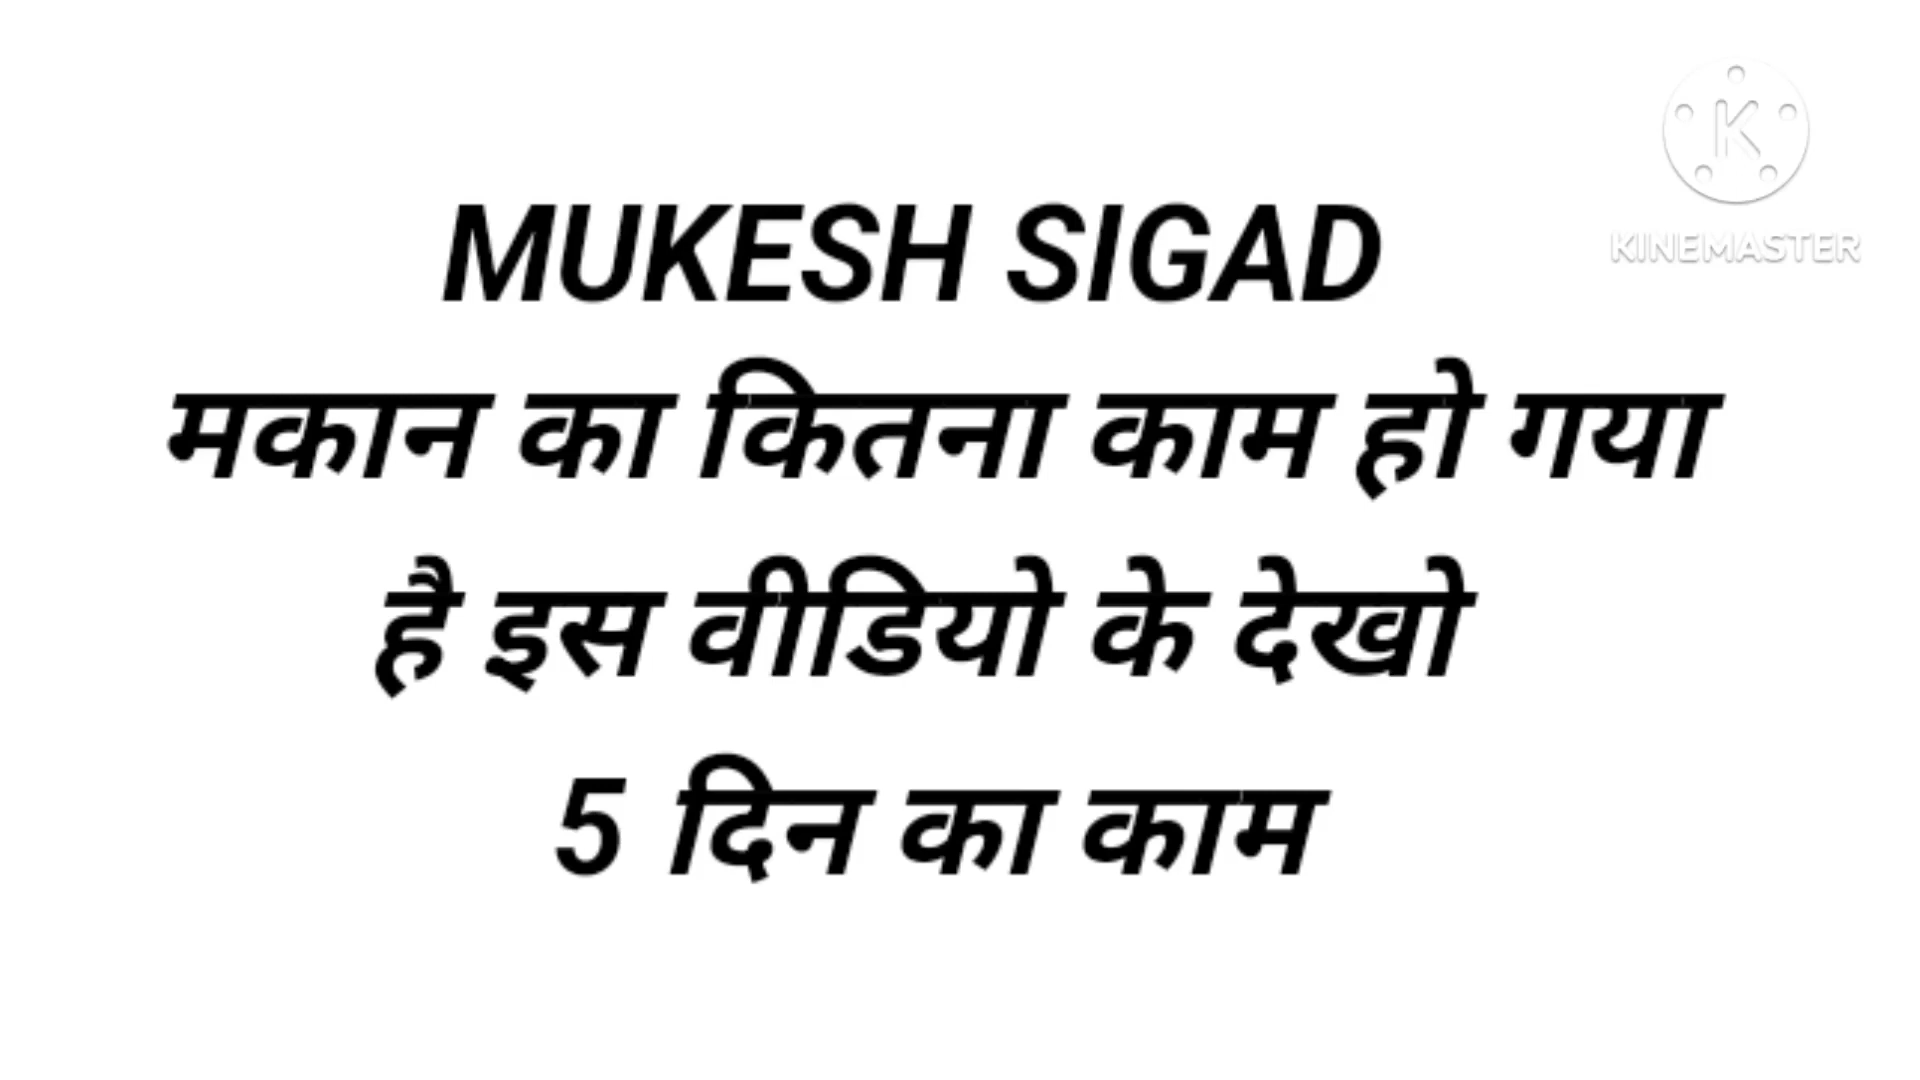 MUKESH SIGAD
मकान का कितना काम हो गया
है इस वीडियो के देखो
5 दिन का काम
K
KINEMASTER